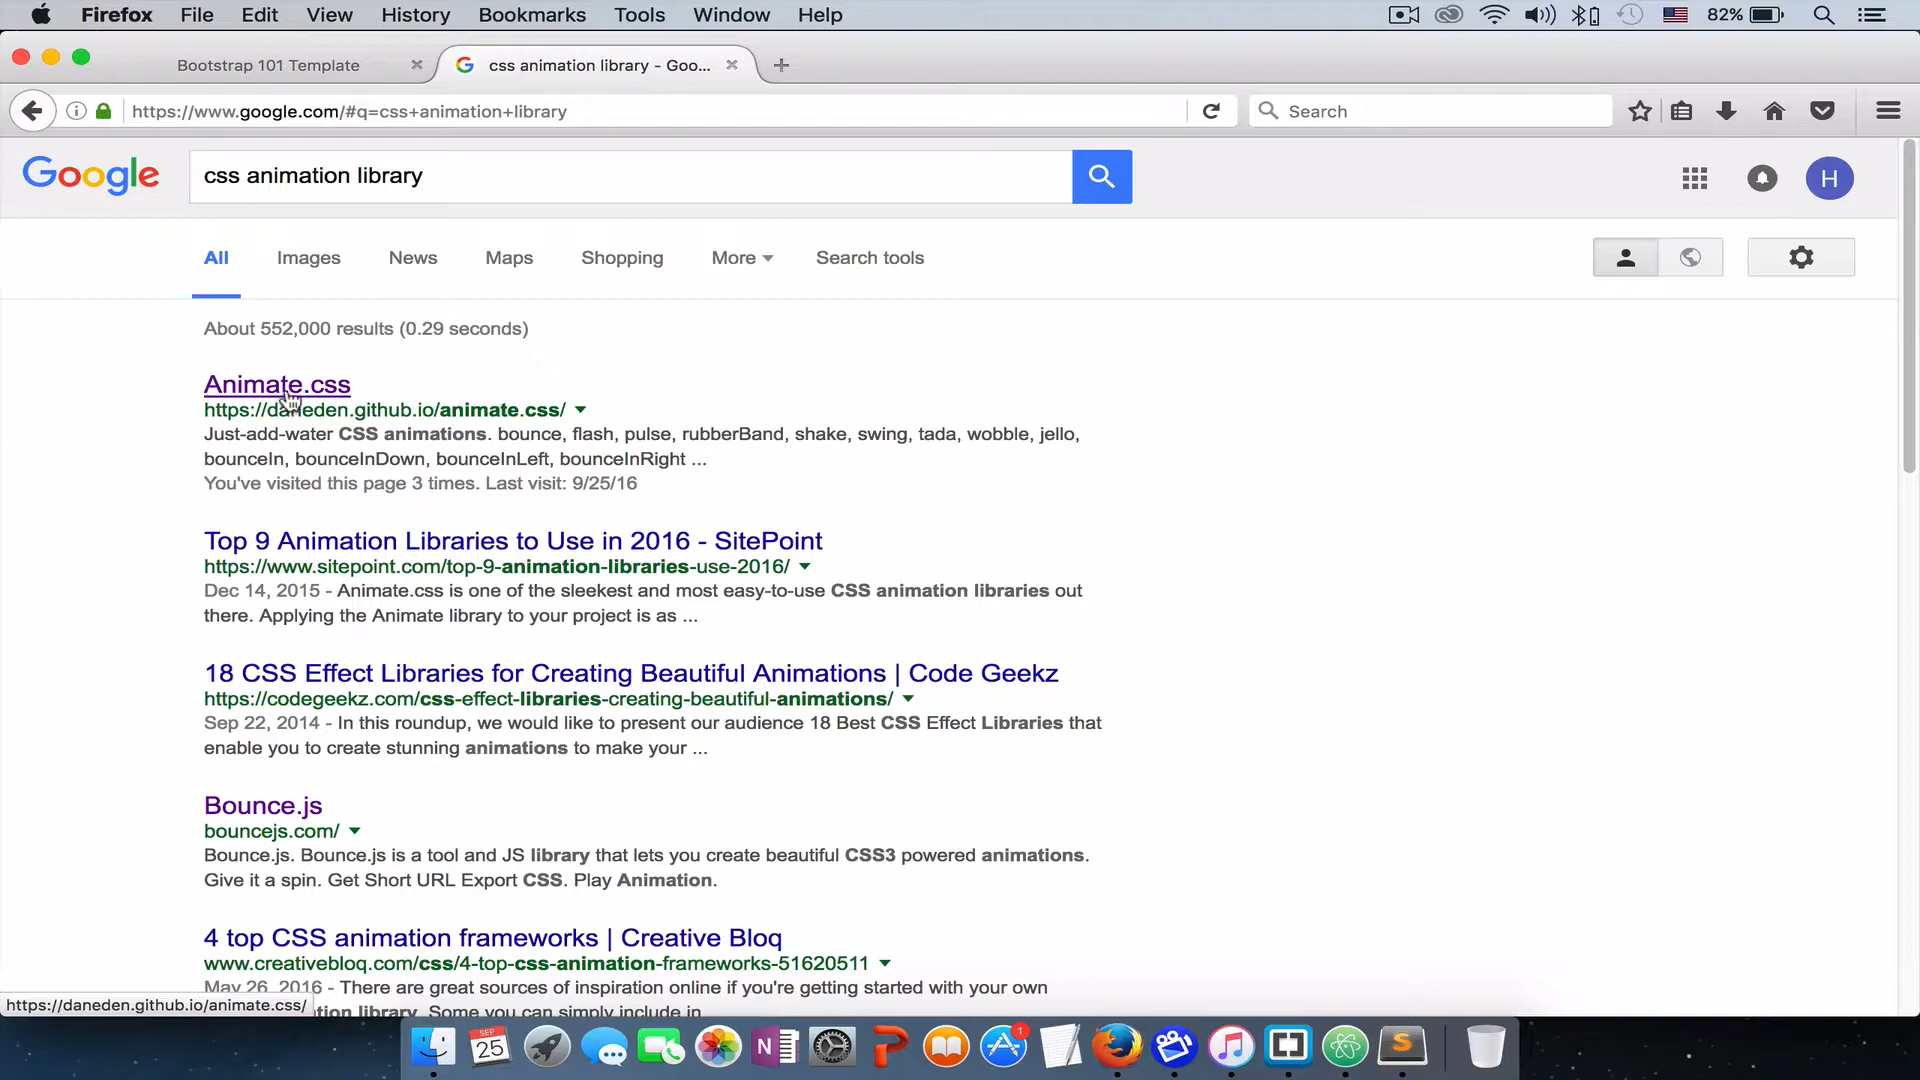 Firefox File Edit View History Bookmarks Tools Window Help 82%
Bootstrap 101 Template css animation library - Goo...
https://www.google.com/#q=css+animation+library Search
Google css animation library H
All Images News Maps Shopping More Search tools
About 552,000 results (0.29 seconds)
Animate.css
https://daneden.github.io/animate.css/
Just-add-water CSS animations. bounce, flash, pulse, rubberBand, shake, swing, tada, wobble, jello,
bounceIn, bounceInDown, bounceInLeft, bounceInRight ...
You've visited this page 3 times. Last visit: 9/25/16
Top 9 Animation Libraries to Use in 2016 - SitePoint
https://www.sitepoint.com/top-9-animation-libraries-use-2016/
Dec 14, 2015 - Animate.css is one of the sleekest and most easy-to-use CSS animation libraries out
there. Applying the Animate library to your project is as ...
18 CSS Effect Libraries for Creating Beautiful Animations | Code Geekz
https://codegeekz.com/css-effect-libraries-creating-beautiful-animations/
Sep 22, 2014 - In this roundup, we would like to present our audience 18 Best CSS Effect Libraries that
enable you to create stunning animations to make your ...
Bounce.js
bouncejs.com/
Bounce.js. Bounce.js is a tool and JS library that lets you create beautiful CSS3 powered animations.
Give it a spin. Get Short URL Export CSS. Play Animation.
4 top CSS animation frameworks | Creative Bloq
www.creativebloq.com/css/4-top-css-animation-frameworks-51620511
May 26, 2016 - There are great sources of inspiration online if you're getting started with your own
library. Some you can simply include in
https://daneden.github.io/animate.css/
SEP
25
N
1
S